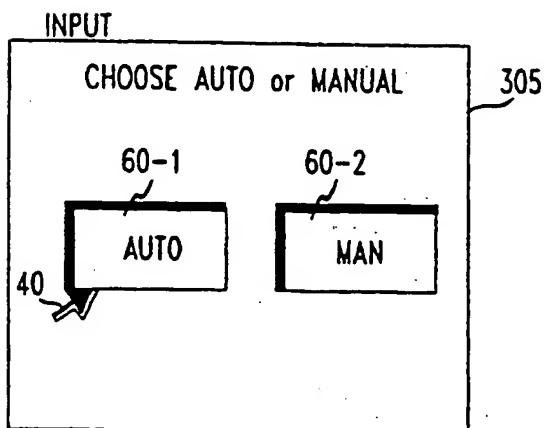 INPUT
CHOOSE AUTO or MANUAL
305
60-1 60-2
AUTO MAN
40